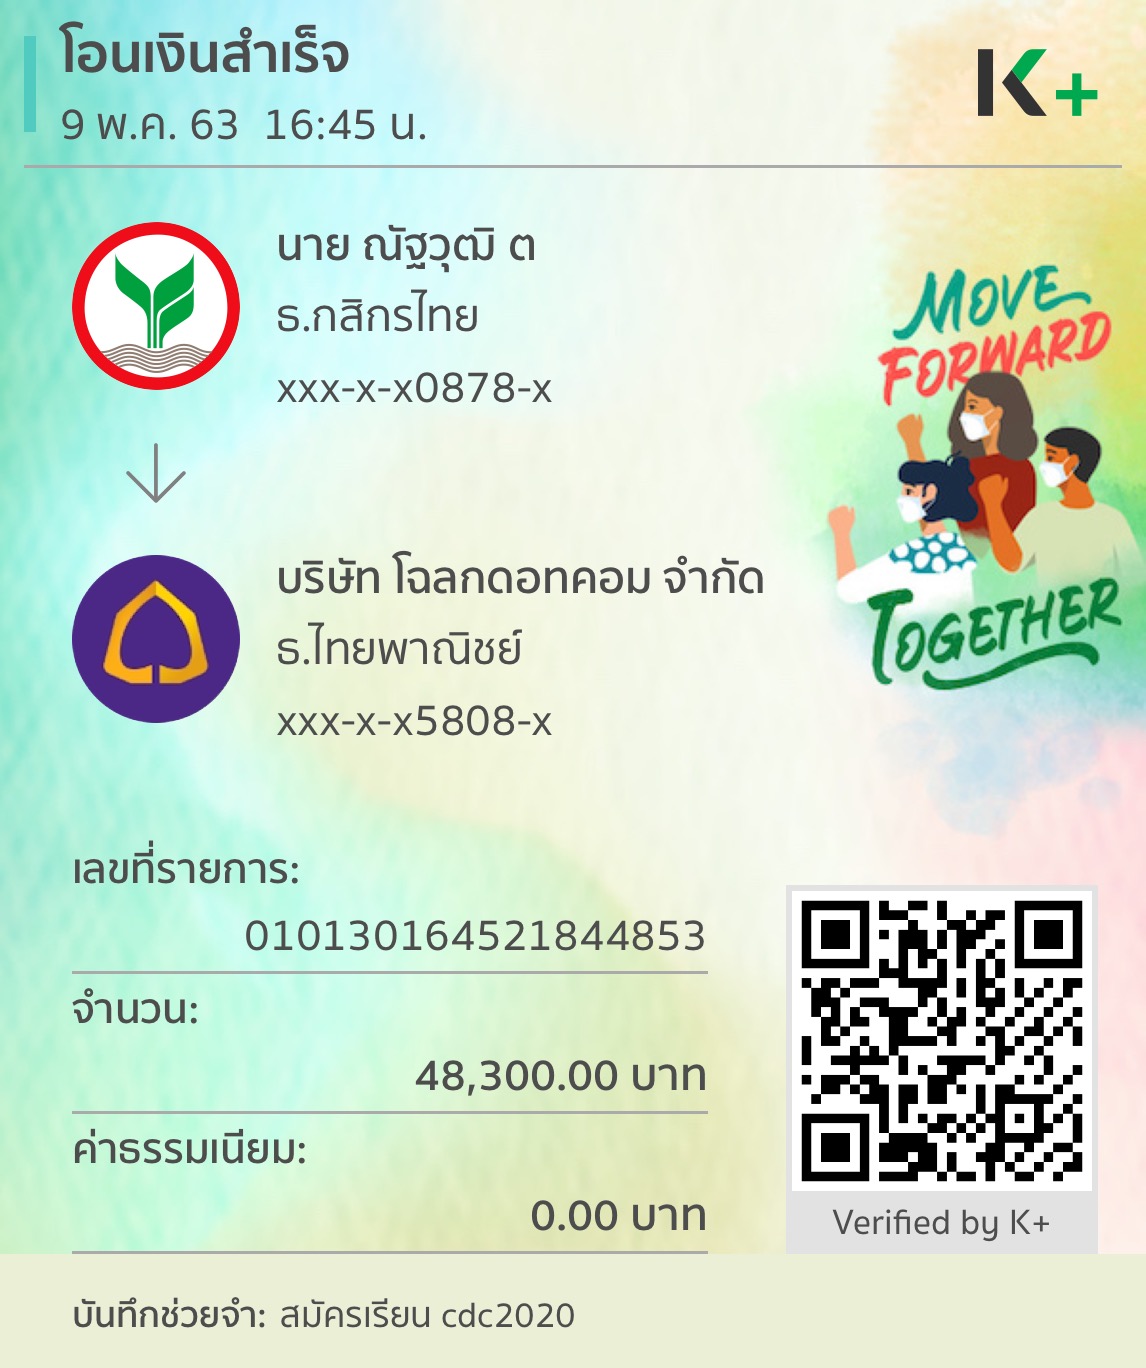 โอนเงินสำเร็จ
9 พ.ค. 63  16:45 น.
K+
นาย ณัฐวุฒิ ต
ธ.กสิกรไทย
xxx-x-x0878-x
MOVE
FORWARD
TOGETHER
บริษัท โฉลกดอทคอม จำกัด
ธ.ไทยพาณิชย์
xxx-x-x5808-x
เลขที่รายการ:
010130164521844853
จำนวน:
48,300.00 บาท
ค่าธรรมเนียม:
0.00 บาท
Verified by K+
บันทึกช่วยจำ: สมัครเรียน cdc2020